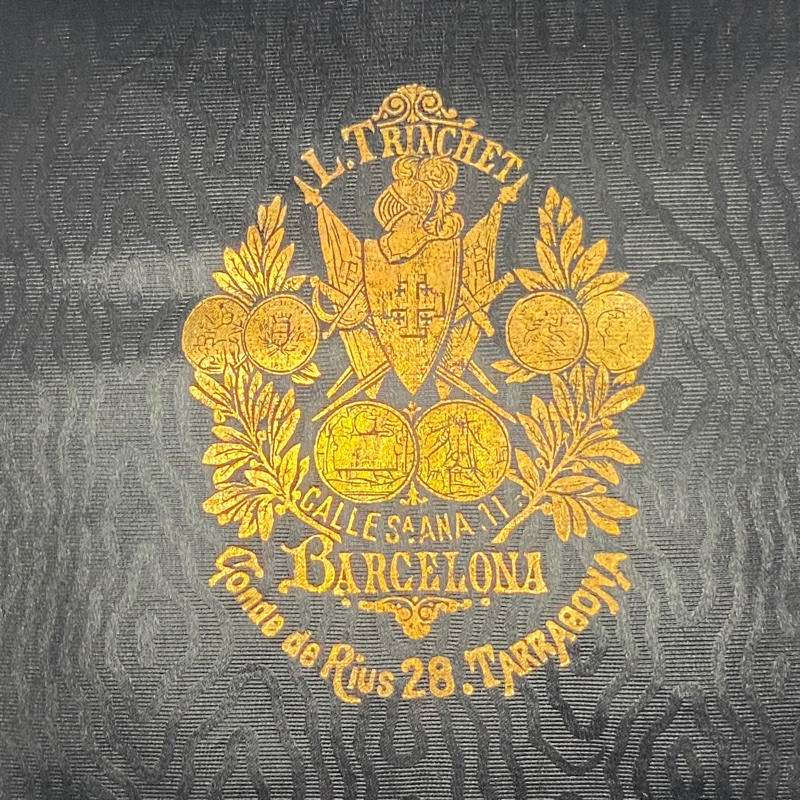 L. TRINCHET
CALLE Sᴬ. ANA. 11
BARCELONA
Conde de Rius 28. TARRAGONA